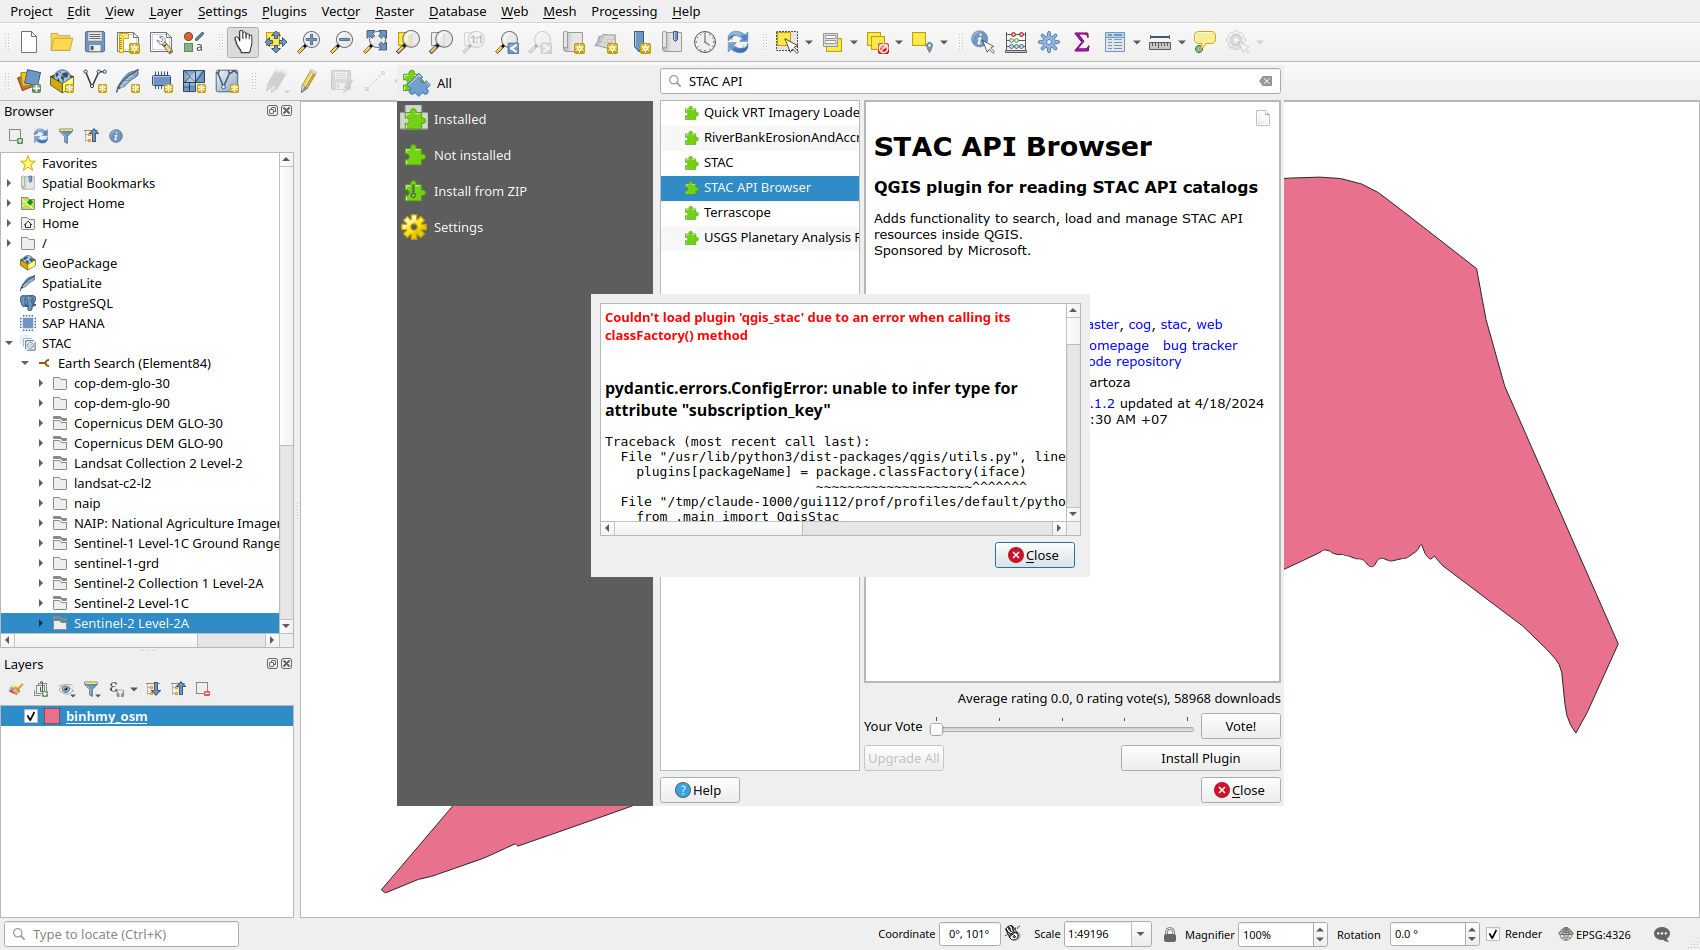 Project Edit View Layer Settings Plugins Vector Raster Database Web Mesh Processing Help
All
STAC API
Browser
Installed
Not installed
Install from ZIP
Settings
Favorites
Spatial Bookmarks
Project Home
Home
/
GeoPackage
SpatiaLite
PostgreSQL
SAP HANA
STAC
Earth Search (Element84)
cop-dem-glo-30
cop-dem-glo-90
Copernicus DEM GLO-30
Copernicus DEM GLO-90
Landsat Collection 2 Level-2
landsat-c2-l2
naip
NAIP: National Agriculture Imager
Sentinel-1 Level-1C Ground Range
sentinel-1-grd
Sentinel-2 Collection 1 Level-2A
Sentinel-2 Level-1C
Sentinel-2 Level-2A
Layers
binhmy_osm
Quick VRT Imagery Loade
RiverBankErosionAndAccr
STAC
STAC API Browser
Terrascope
USGS Planetary Analysis F
STAC API Browser
QGIS plugin for reading STAC API catalogs
Adds functionality to search, load and manage STAC API
resources inside QGIS.
Sponsored by Microsoft.
aster, cog, stac, web
omepage bug tracker
ode repository
artoza
.1.2 updated at 4/18/2024
:30 AM +07
Couldn't load plugin 'qgis_stac' due to an error when calling its
classFactory() method
pydantic.errors.ConfigError: unable to infer type for
attribute "subscription_key"
Traceback (most recent call last):
File "/usr/lib/python3/dist-packages/qgis/utils.py", line
plugins[packageName] = package.classFactory(iface)
~~~~~~~~~~~~~~~~~~~~^^^^^^^
File "/tmp/claude-1000/gui112/prof/profiles/default/pytho
from .main import QgisStac
Close
Average rating 0.0, 0 rating vote(s), 58968 downloads
Your Vote
Vote!
Upgrade All
Install Plugin
Help
Close
Type to locate (Ctrl+K)
Coordinate 0°, 101° Scale 1:49196 Magnifier 100% Rotation 0.0 ° Render EPSG:4326